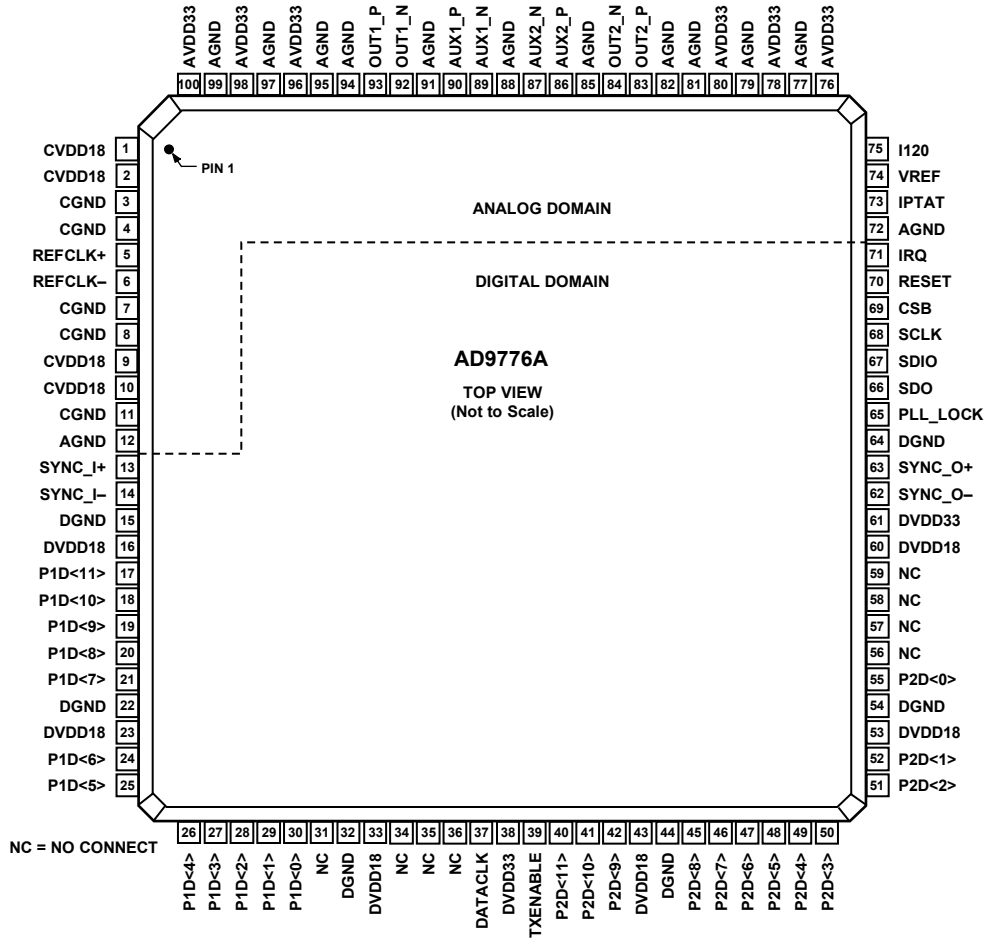 AVDD33
AGND
AVDD33
AGND
AVDD33
AGND
AGND
OUT1_P
OUT1_N
AGND
AUX1_P
AUX1_N
AGND
AUX2_N
AUX2_P
AGND
OUT2_N
OUT2_P
AGND
AGND
AVDD33
AGND
AVDD33
AGND
AVDD33
100 99 98 97 96 95 94 93 92 91 90 89 88 87 86 85 84 83 82 81 80 79 78 77 76
CVDD18 1
CVDD18 2
CGND 3
CGND 4
REFCLK+ 5
REFCLK– 6
CGND 7
CGND 8
CVDD18 9
CVDD18 10
CGND 11
AGND 12
SYNC_I+ 13
SYNC_I– 14
DGND 15
DVDD18 16
P1D<11> 17
P1D<10> 18
P1D<9> 19
P1D<8> 20
P1D<7> 21
DGND 22
DVDD18 23
P1D<6> 24
P1D<5> 25
PIN 1
ANALOG DOMAIN
DIGITAL DOMAIN
AD9776A
TOP VIEW
(Not to Scale)
75 I120
74 VREF
73 IPTAT
72 AGND
71 IRQ
70 RESET
69 CSB
68 SCLK
67 SDIO
66 SDO
65 PLL_LOCK
64 DGND
63 SYNC_O+
62 SYNC_O–
61 DVDD33
60 DVDD18
59 NC
58 NC
57 NC
56 NC
55 P2D<0>
54 DGND
53 DVDD18
52 P2D<1>
51 P2D<2>
26 27 28 29 30 31 32 33 34 35 36 37 38 39 40 41 42 43 44 45 46 47 48 49 50
P1D<4>
P1D<3>
P1D<2>
P1D<1>
P1D<0>
NC
DGND
DVDD18
NC
NC
NC
DATACLK
DVDD33
TXENABLE
P2D<11>
P2D<10>
P2D<9>
DVDD18
DGND
P2D<8>
P2D<7>
P2D<6>
P2D<5>
P2D<4>
P2D<3>
NC = NO CONNECT